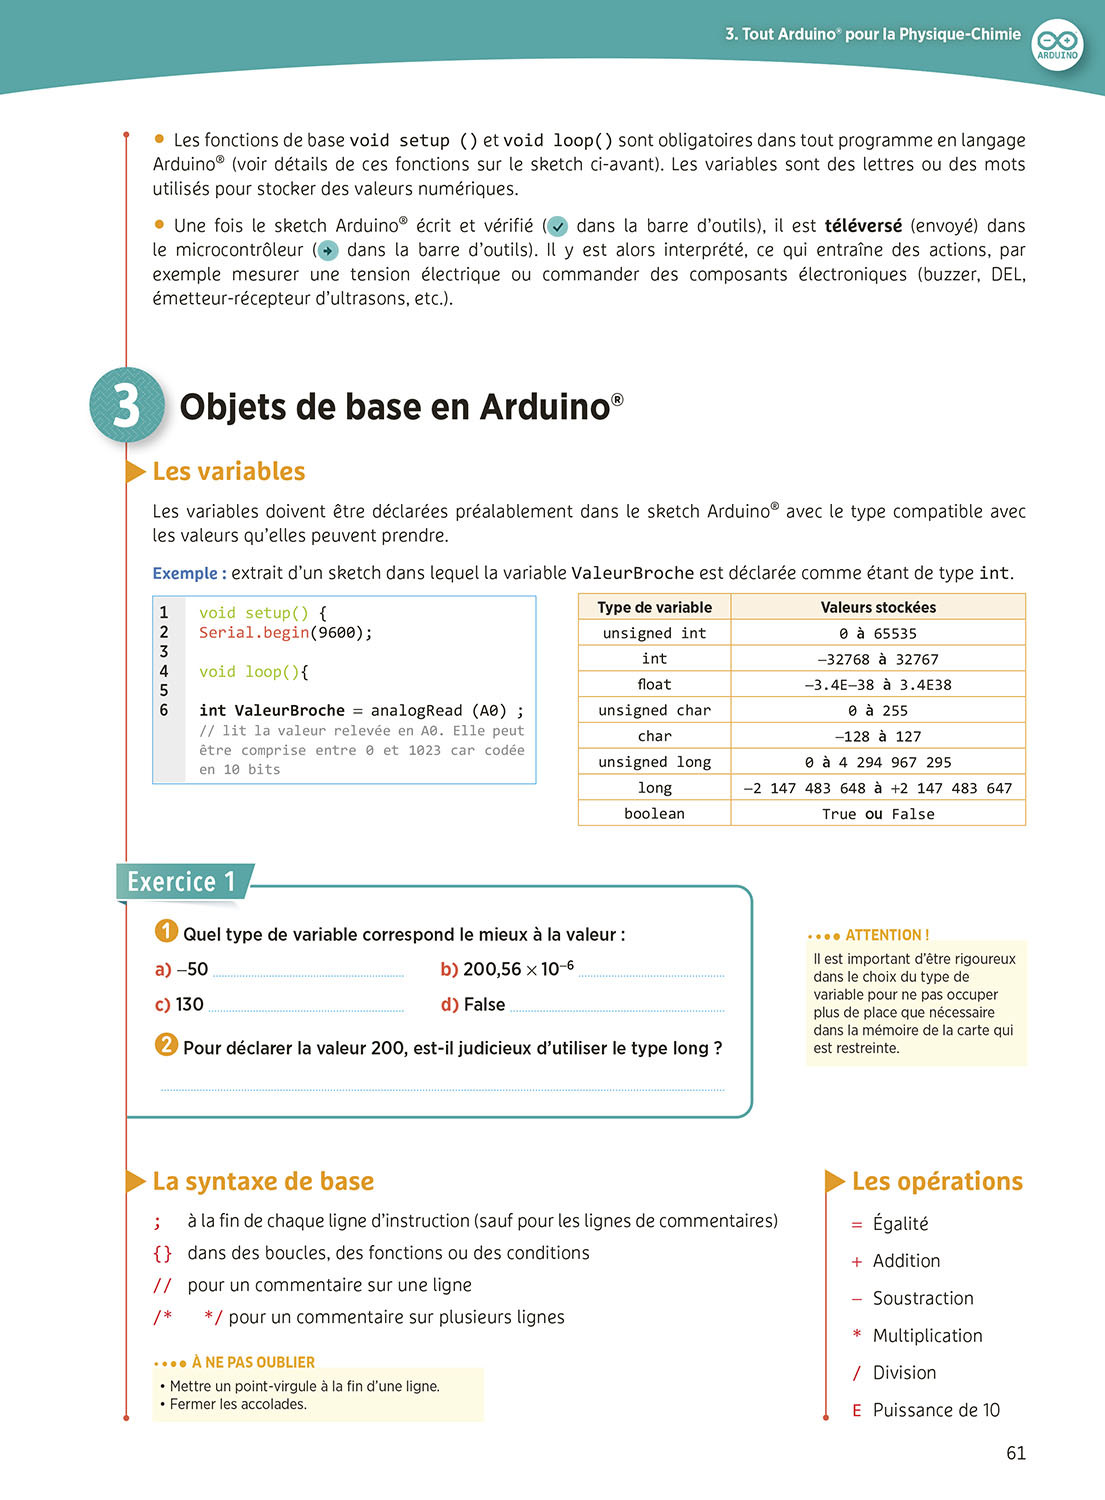 3. Tout Arduino® pour la Physique-Chimie
ARDUINO
• Les fonctions de base void setup () et void loop() sont obligatoires dans tout programme en langage
Arduino® (voir détails de ces fonctions sur le sketch ci-avant). Les variables sont des lettres ou des mots
utilisés pour stocker des valeurs numériques.
• Une fois le sketch Arduino® écrit et vérifié ( dans la barre d'outils), il est téléversé (envoyé) dans
le microcontrôleur ( dans la barre d'outils). Il y est alors interprété, ce qui entraîne des actions, par
exemple mesurer une tension électrique ou commander des composants électroniques (buzzer, DEL,
émetteur-récepteur d'ultrasons, etc.).
3 Objets de base en Arduino®
Les variables
Les variables doivent être déclarées préalablement dans le sketch Arduino® avec le type compatible avec
les valeurs qu'elles peuvent prendre.
Exemple : extrait d'un sketch dans lequel la variable ValeurBroche est déclarée comme étant de type int.
1 void setup() {
2 Serial.begin(9600);
3
4 void loop(){
5
6 int ValeurBroche = analogRead (A0) ;
// lit la valeur relevée en A0. Elle peut
être comprise entre 0 et 1023 car codée
en 10 bits
Type de variable Valeurs stockées
unsigned int 0 à 65535
int –32768 à 32767
float –3.4E–38 à 3.4E38
unsigned char 0 à 255
char –128 à 127
unsigned long 0 à 4 294 967 295
long –2 147 483 648 à +2 147 483 647
boolean True ou False
Exercice 1
1 Quel type de variable correspond le mieux à la valeur :
a) –50 b) 200,56 × 10⁻⁶
c) 130 d) False
2 Pour déclarer la valeur 200, est-il judicieux d'utiliser le type long ?
ATTENTION !
Il est important d'être rigoureux
dans le choix du type de
variable pour ne pas occuper
plus de place que nécessaire
dans la mémoire de la carte qui
est restreinte.
La syntaxe de base
; à la fin de chaque ligne d'instruction (sauf pour les lignes de commentaires)
{} dans des boucles, des fonctions ou des conditions
// pour un commentaire sur une ligne
/* */ pour un commentaire sur plusieurs lignes
À NE PAS OUBLIER
• Mettre un point-virgule à la fin d'une ligne.
• Fermer les accolades.
Les opérations
= Égalité
+ Addition
– Soustraction
* Multiplication
/ Division
E Puissance de 10
61